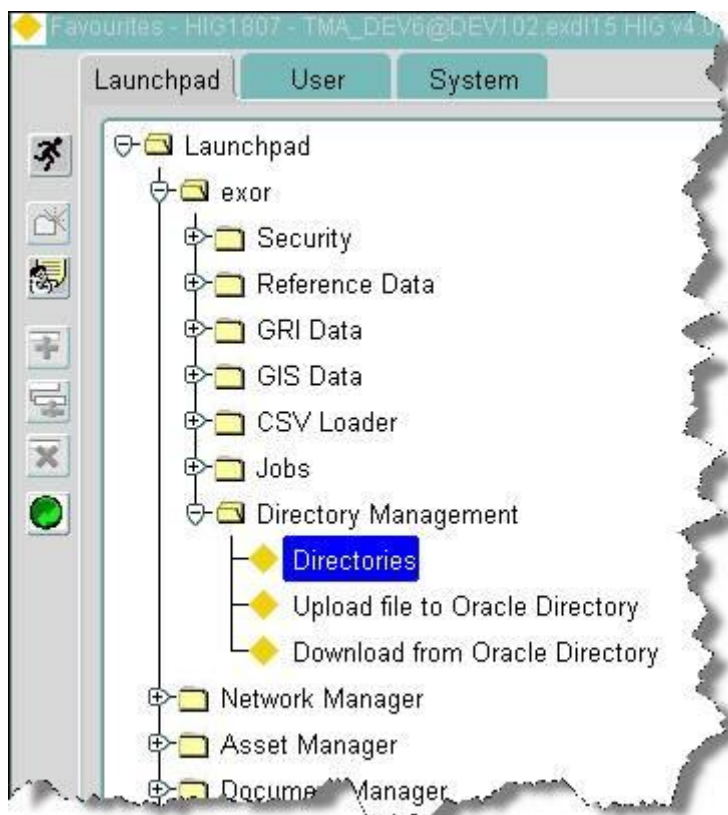 Favourites - HIG1807 - TMA_DEV6@DEV102.exdl15 HIG v4.0
Launchpad User System
Launchpad
exor
Security
Reference Data
GRI Data
GIS Data
CSV Loader
Jobs
Directory Management
Directories
Upload file to Oracle Directory
Download from Oracle Directory
Network Manager
Asset Manager
Manager